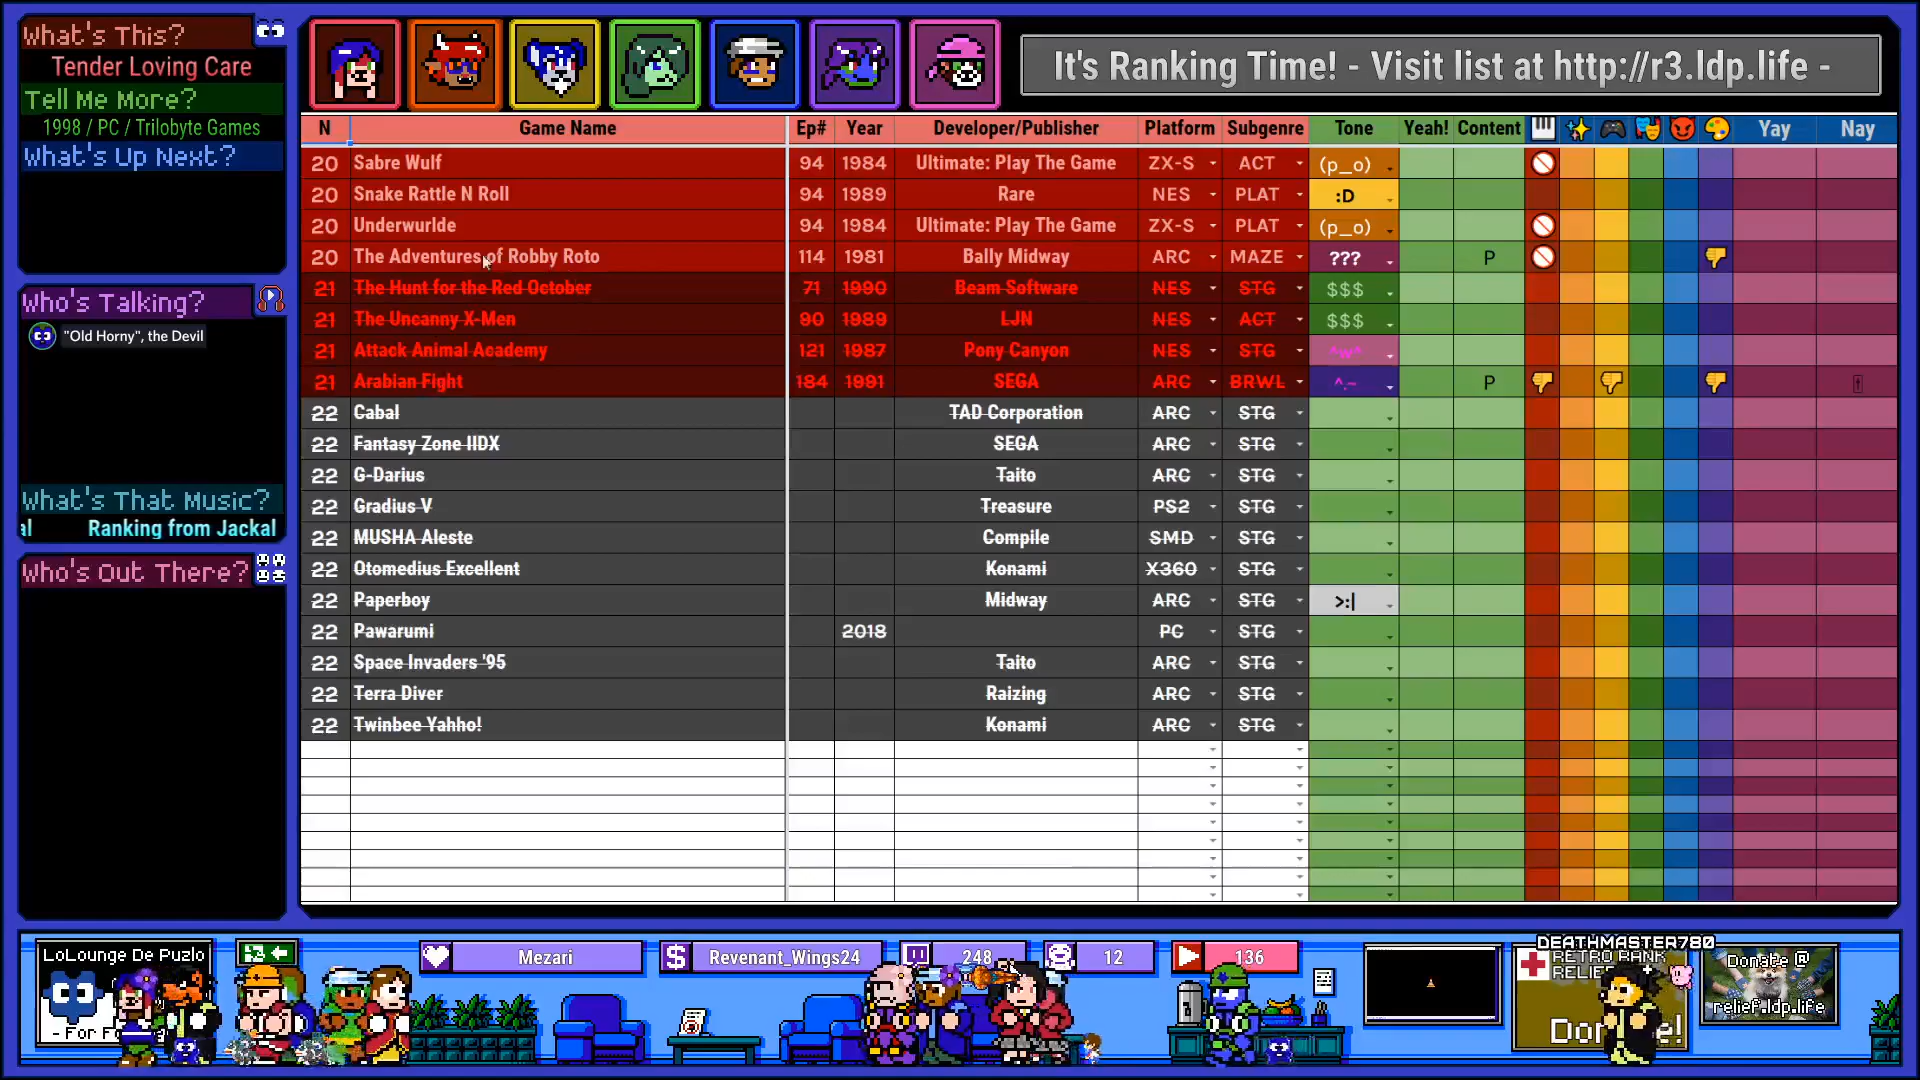 What's This?
Tender Loving Care
Tell Me More?
1998 / PC / Trilobyte Games
What's Up Next?
Who's Talking?
"Old Horny", the Devil
What's That Music?
al Ranking from Jackal
Who's Out There?
It's Ranking Time! - Visit list at http://r3.ldp.life -
N Game Name Ep# Year Developer/Publisher Platform Subgenre Tone Yeah! Content Yay Nay
20 Sabre Wulf 94 1984 Ultimate: Play The Game ZX-S ACT (p_o)
20 Snake Rattle N Roll 94 1989 Rare NES PLAT :D
20 Underwurlde 94 1984 Ultimate: Play The Game ZX-S PLAT (p_o)
20 The Adventures of Robby Roto 114 1981 Bally Midway ARC MAZE ??? P
21 The Hunt for the Red October 71 1990 Beam Software NES STG $$$
21 The Uncanny X-Men 90 1989 LJN NES ACT $$$
21 Attack Animal Academy 121 1987 Pony Canyon NES STG ^w^
21 Arabian Fight 184 1991 SEGA ARC BRWL ^.~ P
22 Cabal TAD Corporation ARC STG
22 Fantasy Zone IIDX SEGA ARC STG
22 G-Darius Taito ARC STG
22 Gradius V Treasure PS2 STG
22 MUSHA Aleste Compile SMD STG
22 Otomedius Excellent Konami X360 STG
22 Paperboy Midway ARC STG >:|
22 Pawarumi 2018 PC STG
22 Space Invaders '95 Taito ARC STG
22 Terra Diver Raizing ARC STG
22 Twinbee Yahho! Konami ARC STG
LoLounge De Puzlo
- For F
Mezari
$ Revenant_Wings24
248
12
136
DEATHMASTER780
RETRO RANK
RELIEF
Don e!
Donate @
relief.ldp.life